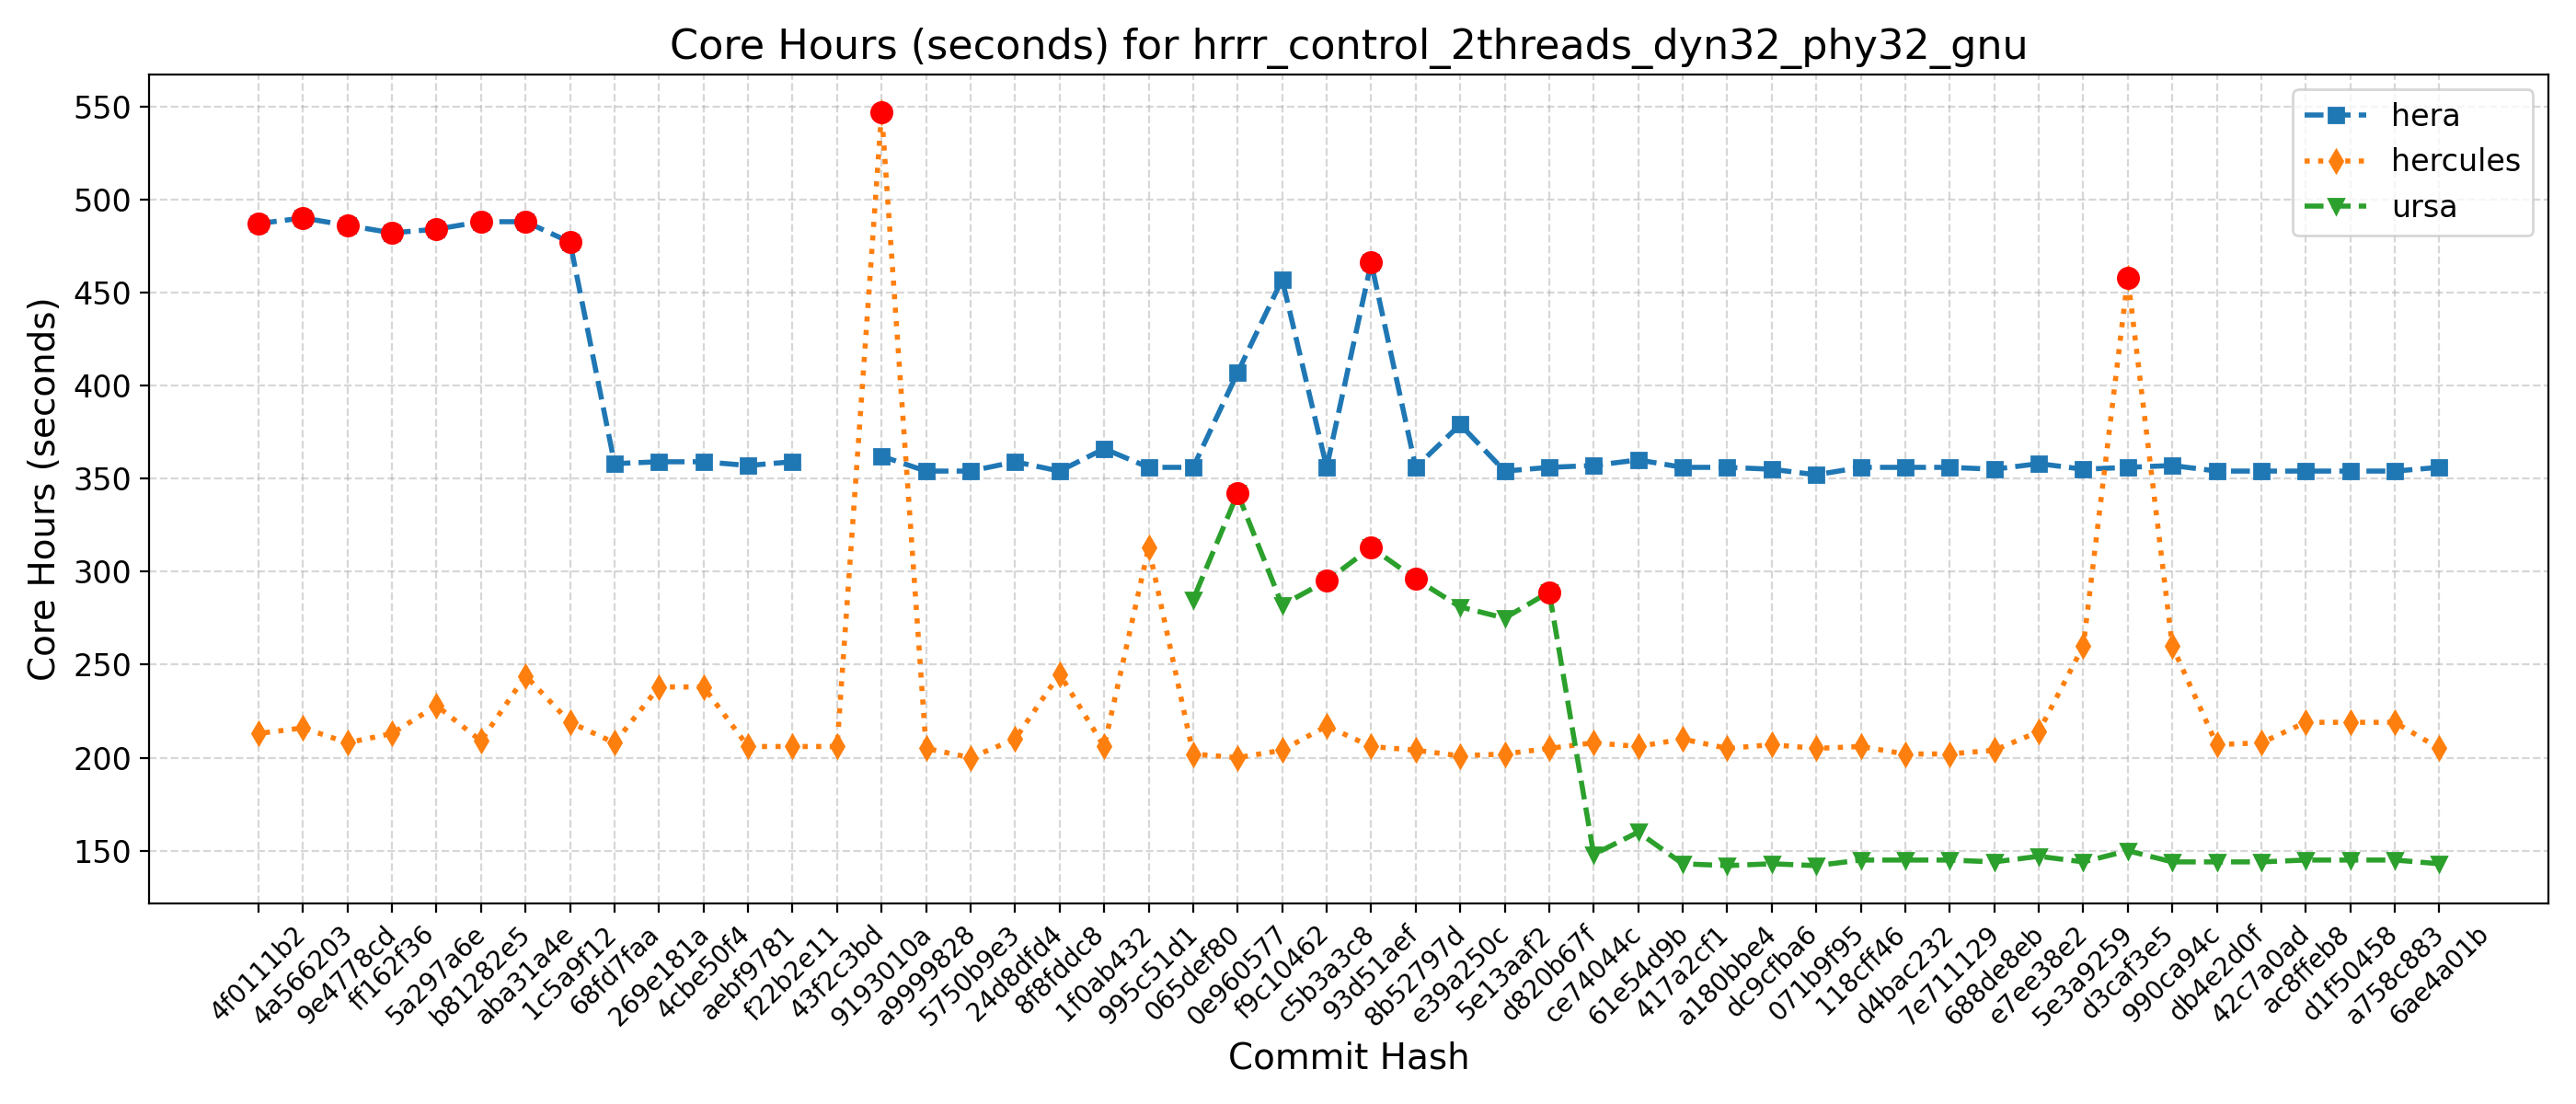 Core Hours (seconds) for hrrr_control_2threads_dyn32_phy32_gnu
Core Hours (seconds)
550
500
450
400
350
300
250
200
150
hera
hercules
ursa
4f0111b2
4a566203
9e4778cd
ff162f36
5a297a6e
b81282e5
aba31a4e
1c5a9f12
68fd7faa
269e181a
4cbe50f4
aebf9781
f22b2e11
43f2c3bd
9193010a
a9999828
5750b9e3
24d8dfd4
8f8fddc8
1f0ab432
995c51d1
065def80
0e960577
f9c10462
c5b3a3c8
93d51aef
8b52797d
e39a250c
5e13aaf2
d820b67f
ce74044c
61e54d9b
417a2cf1
a180bbe4
dc9cfba6
071b9f95
118cff46
d4bac232
7e711129
688de8eb
e7ee38e2
5e3a9259
d3caf3e5
990ca94c
db4e2d0f
42c7a0ad
ac8ffeb8
d1f50458
a758c883
6ae4a01b
Commit Hash